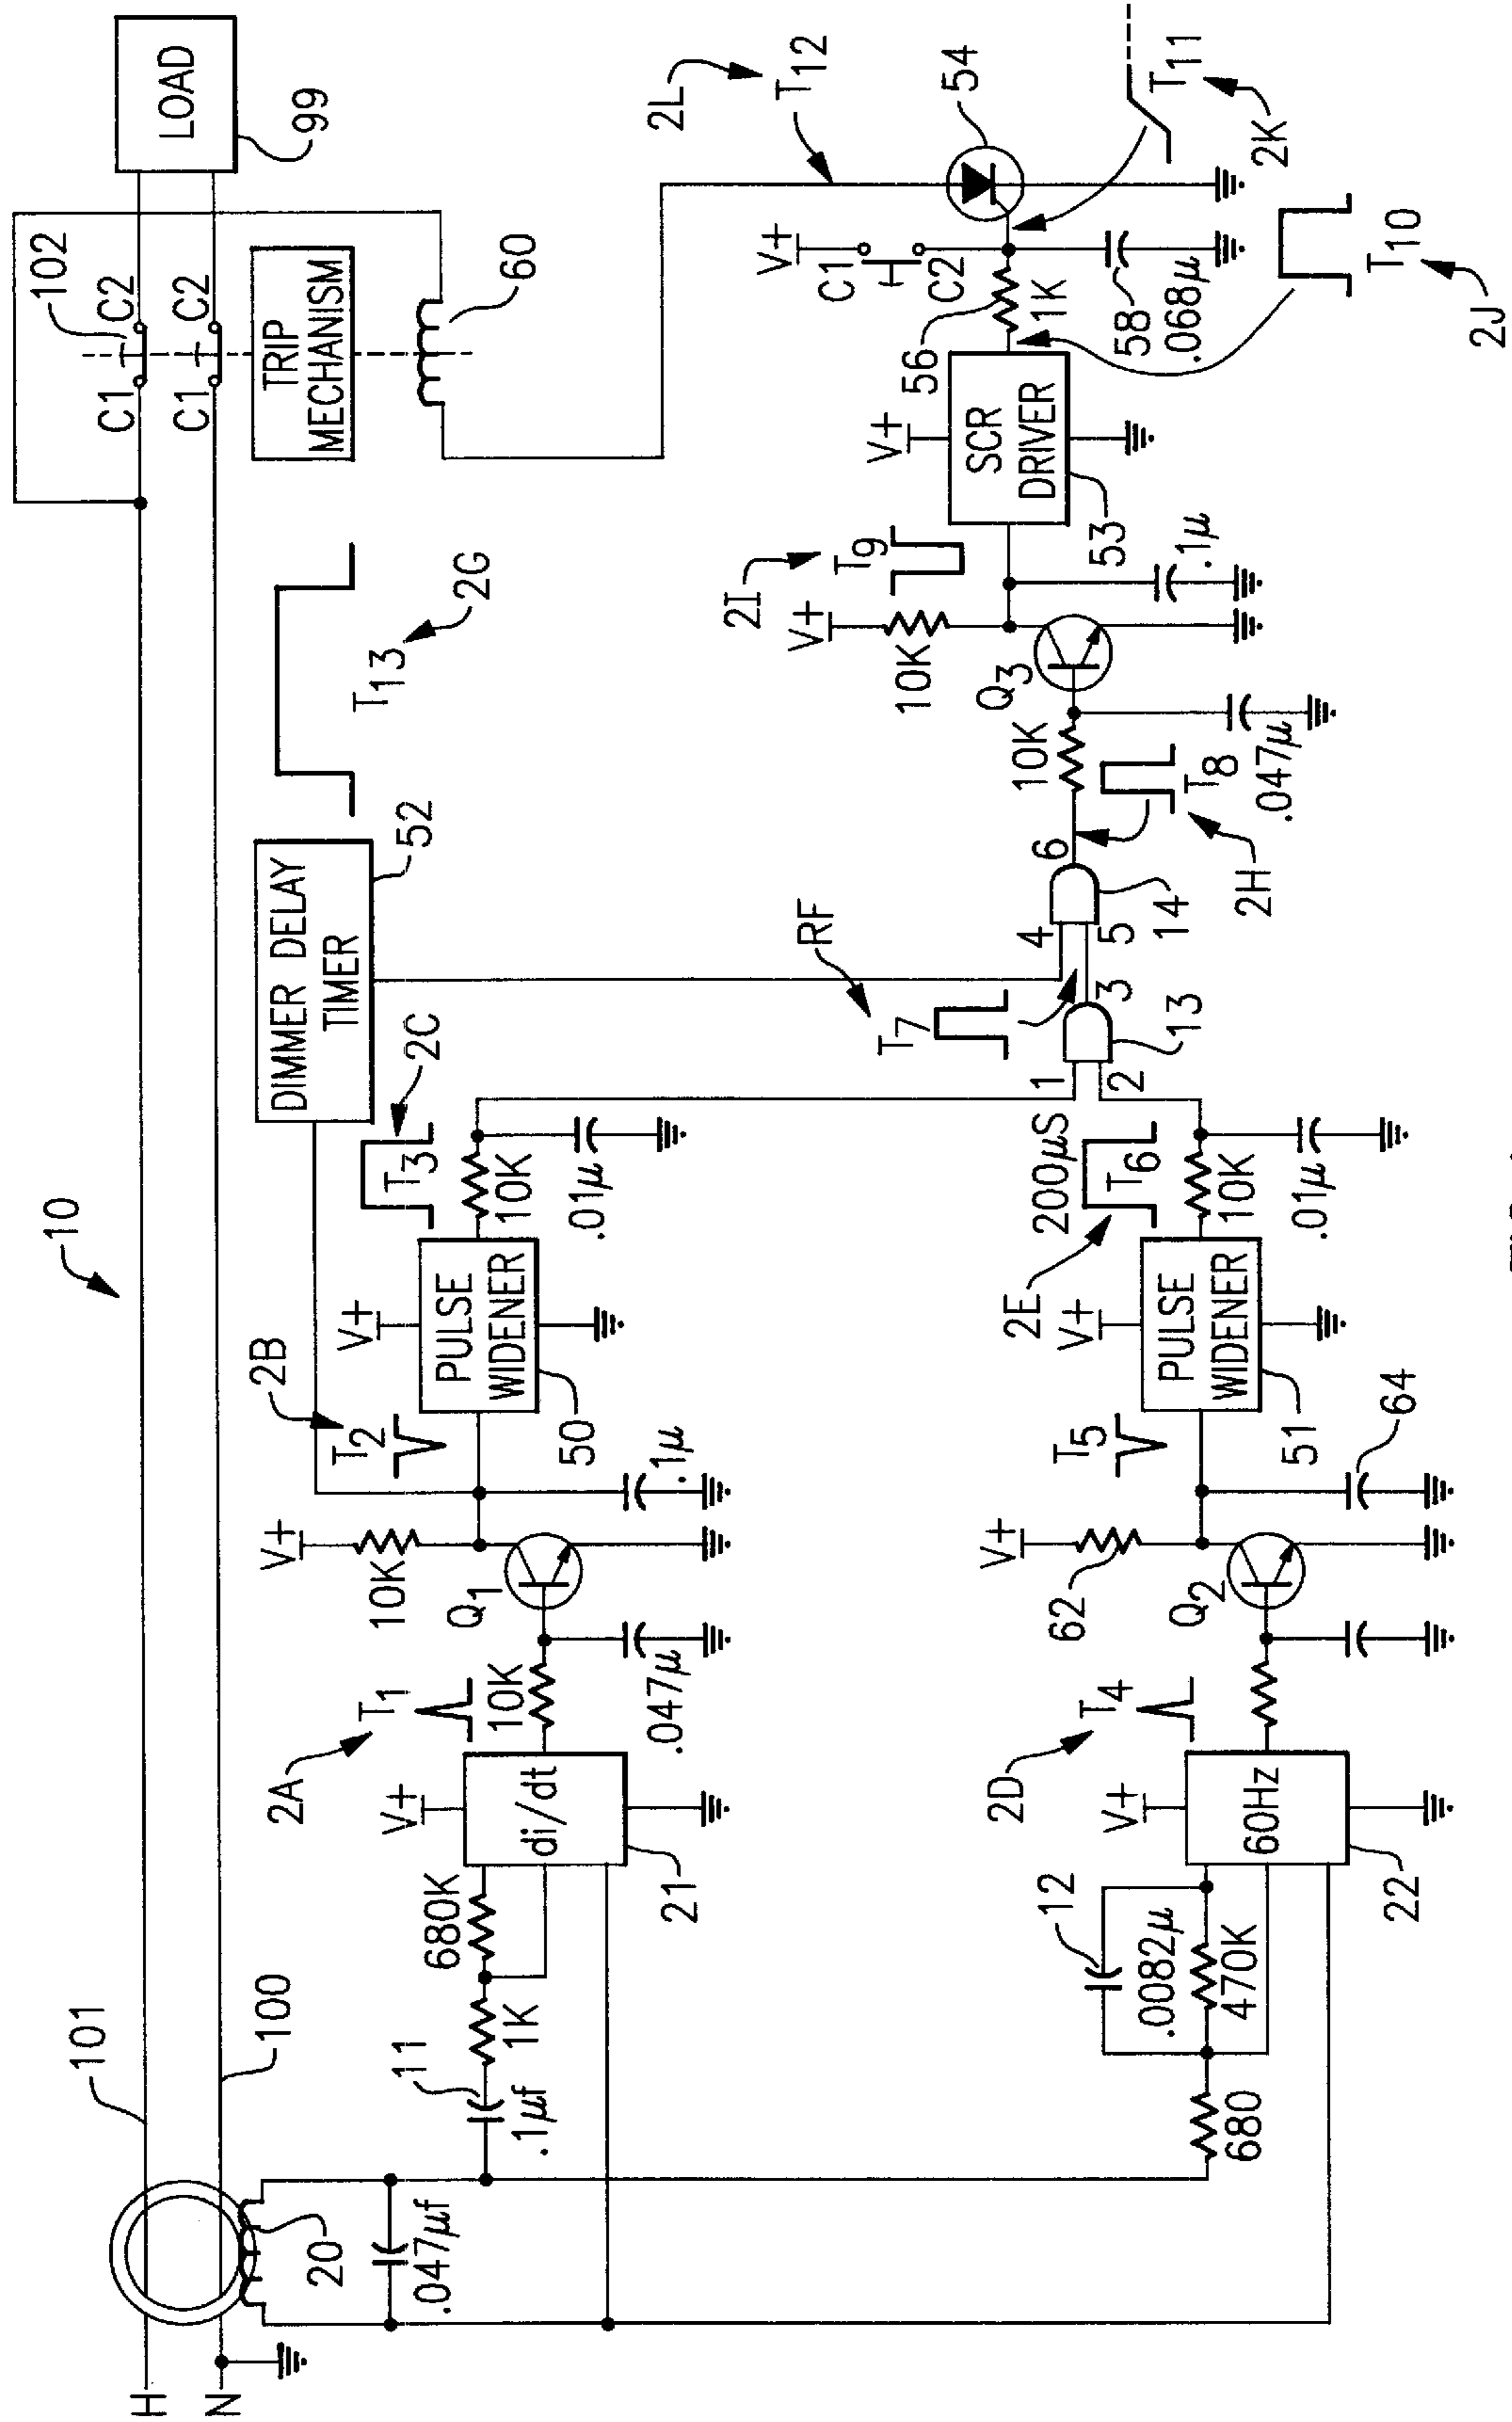 H
N
101
100
10
102
C1
C2
C1
C2
LOAD
99
TRIP
MECHANISM
60
20
.047µf
11
.1µf
1K
680K
V+
di/dt
21
2A
T1
10K
.047µ
Q1
V+
10K
.1µ
2B
T2
V+
PULSE
WIDENER
50
T3
2C
10K
.01µ
DIMMER DELAY
TIMER
52
T13
2G
680
12
.0082µ
470K
V+
60Hz
22
2D
T4
Q2
V+
62
64
T5
V+
PULSE
WIDENER
51
2E
200µS
T6
10K
.01µ
1
2
3
13
RF
T7
4
5
6
14
T8
2H
10K
.047µ
Q3
V+
10K
.1µ
2I
T9
V+
SCR
DRIVER
53
56
1K
V+
C1
C2
58
.068µ
54
2L
T12
T11
2K
T10
2J